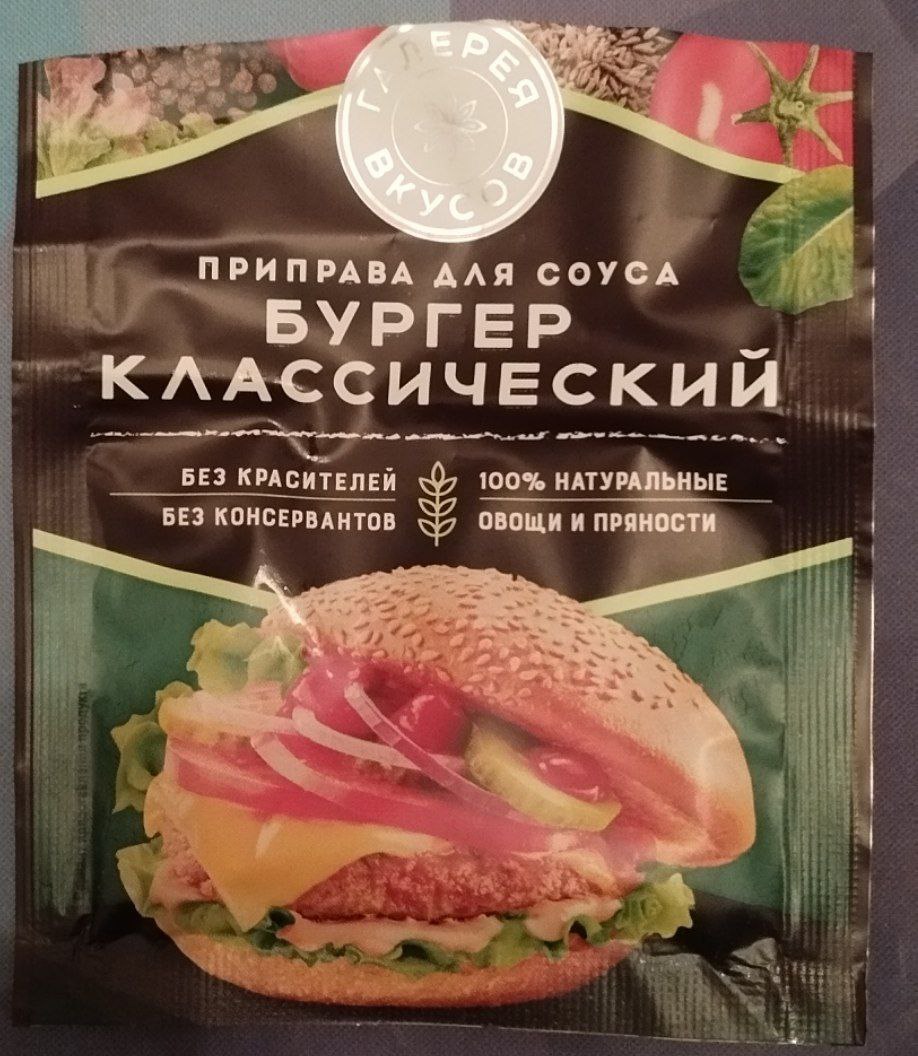 ГАЛЕРЕЯ
ВКУСОВ
ПРИПРАВА ДЛЯ СОУСА
БУРГЕР
КЛАССИЧЕСКИЙ
БЕЗ КРАСИТЕЛЕЙ
БЕЗ КОНСЕРВАНТОВ
100% НАТУРАЛЬНЫЕ
ОВОЩИ И ПРЯНОСТИ